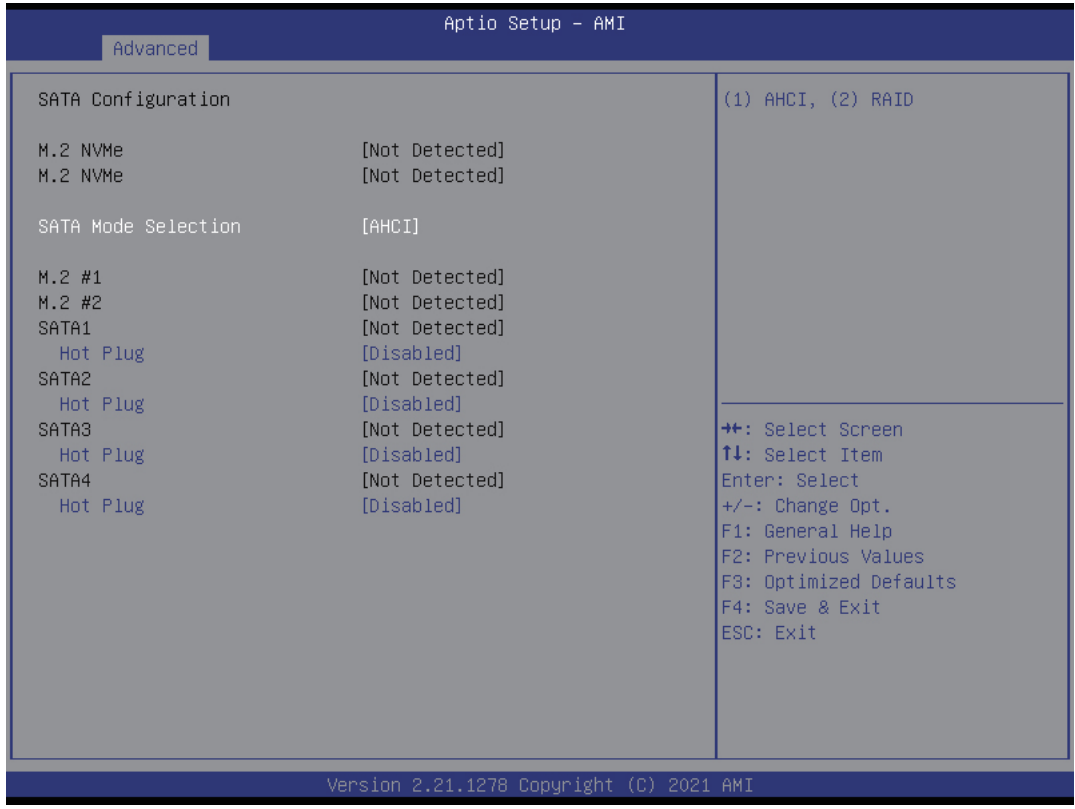 Aptio Setup – AMI
Advanced
SATA Configuration
M.2 NVMe [Not Detected]
M.2 NVMe [Not Detected]
SATA Mode Selection [AHCI]
M.2 #1 [Not Detected]
M.2 #2 [Not Detected]
SATA1 [Not Detected]
Hot Plug [Disabled]
SATA2 [Not Detected]
Hot Plug [Disabled]
SATA3 [Not Detected]
Hot Plug [Disabled]
SATA4 [Not Detected]
Hot Plug [Disabled]
(1) AHCI, (2) RAID
→←: Select Screen
↑↓: Select Item
Enter: Select
+/-: Change Opt.
F1: General Help
F2: Previous Values
F3: Optimized Defaults
F4: Save & Exit
ESC: Exit
Version 2.21.1278 Copyright (C) 2021 AMI